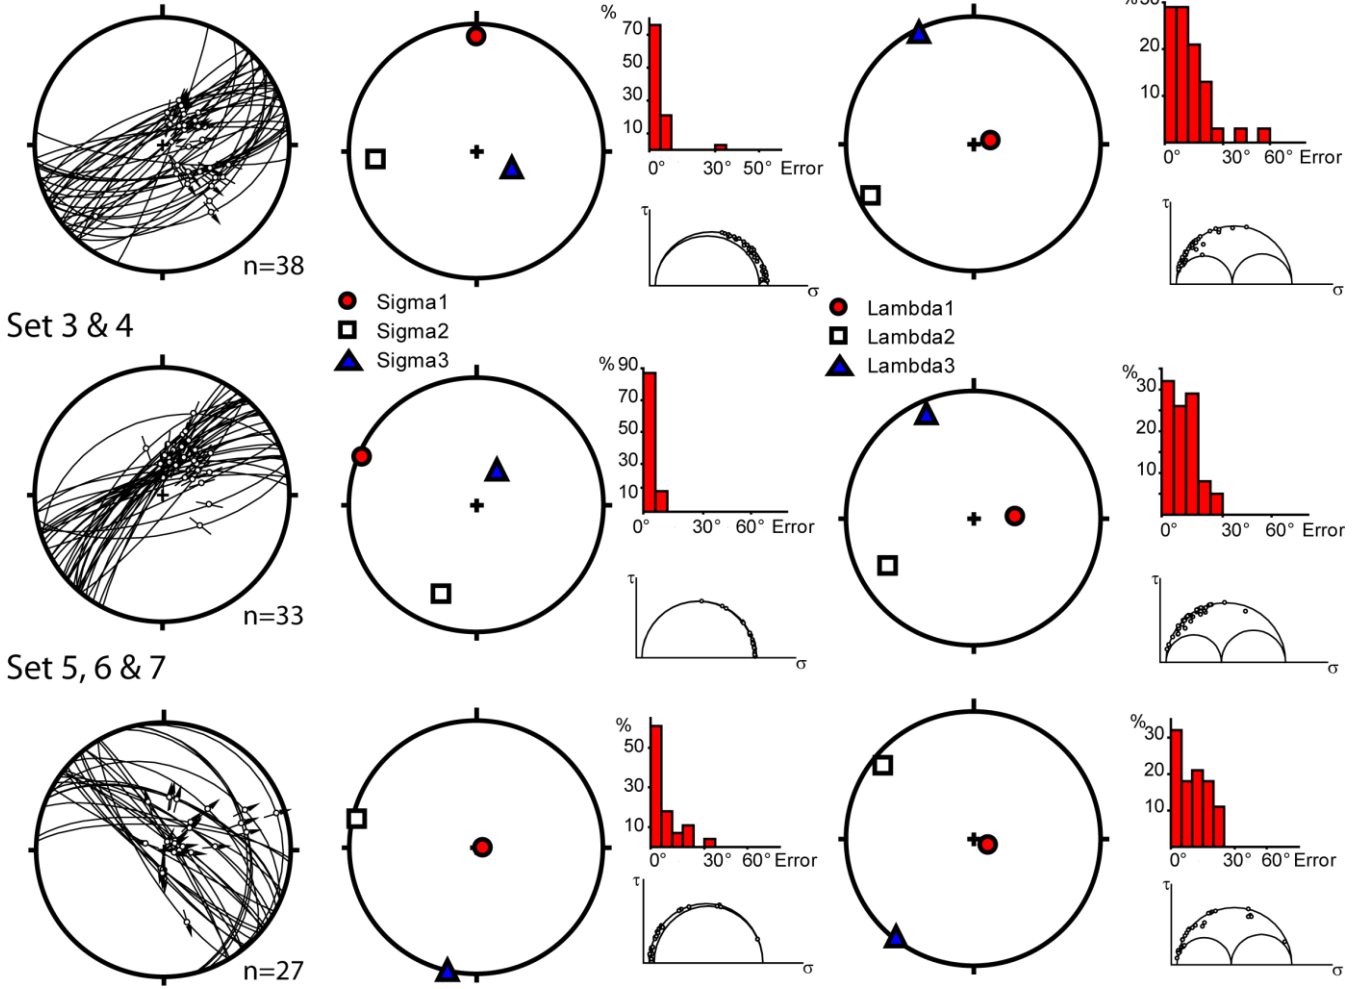 %
70
50
30
10
0° 30° 50° Error
τ
σ
30
10
0° 30° 60° Error
τ
σ
n=38
Sigma1
Sigma2
Sigma3
Lambda1
Lambda2
Lambda3
Set 3 & 4
% 90
70
50
30
10
0° 30° 60° Error
τ
σ
%
30
10
0° 30° 60° Error
τ
σ
n=33
Set 5, 6 & 7
%
50
30
10
0° 30° 60° Error
τ
σ
%
30
20
10
0° 30° 60° Error
τ
σ
n=27